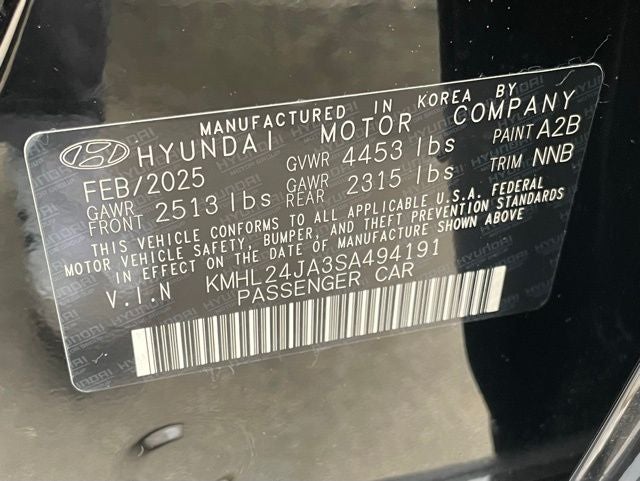 MANUFACTURED IN KOREA BY
HYUNDAI MOTOR COMPANY
FEB/2025 GVWR 4453 lbs PAINT A2B
GAWR FRONT 2513 lbs GAWR REAR 2315 lbs TRIM NNB
THIS VEHICLE CONFORMS TO ALL APPLICABLE U.S.A. FEDERAL
MOTOR VEHICLE SAFETY, BUMPER, AND THEFT PREVENTION STANDARDS
IN EFFECT ON THE DATE OF MANUFACTURE SHOWN ABOVE
V.I.N KMHL24JA3SA494191
PASSENGER CAR